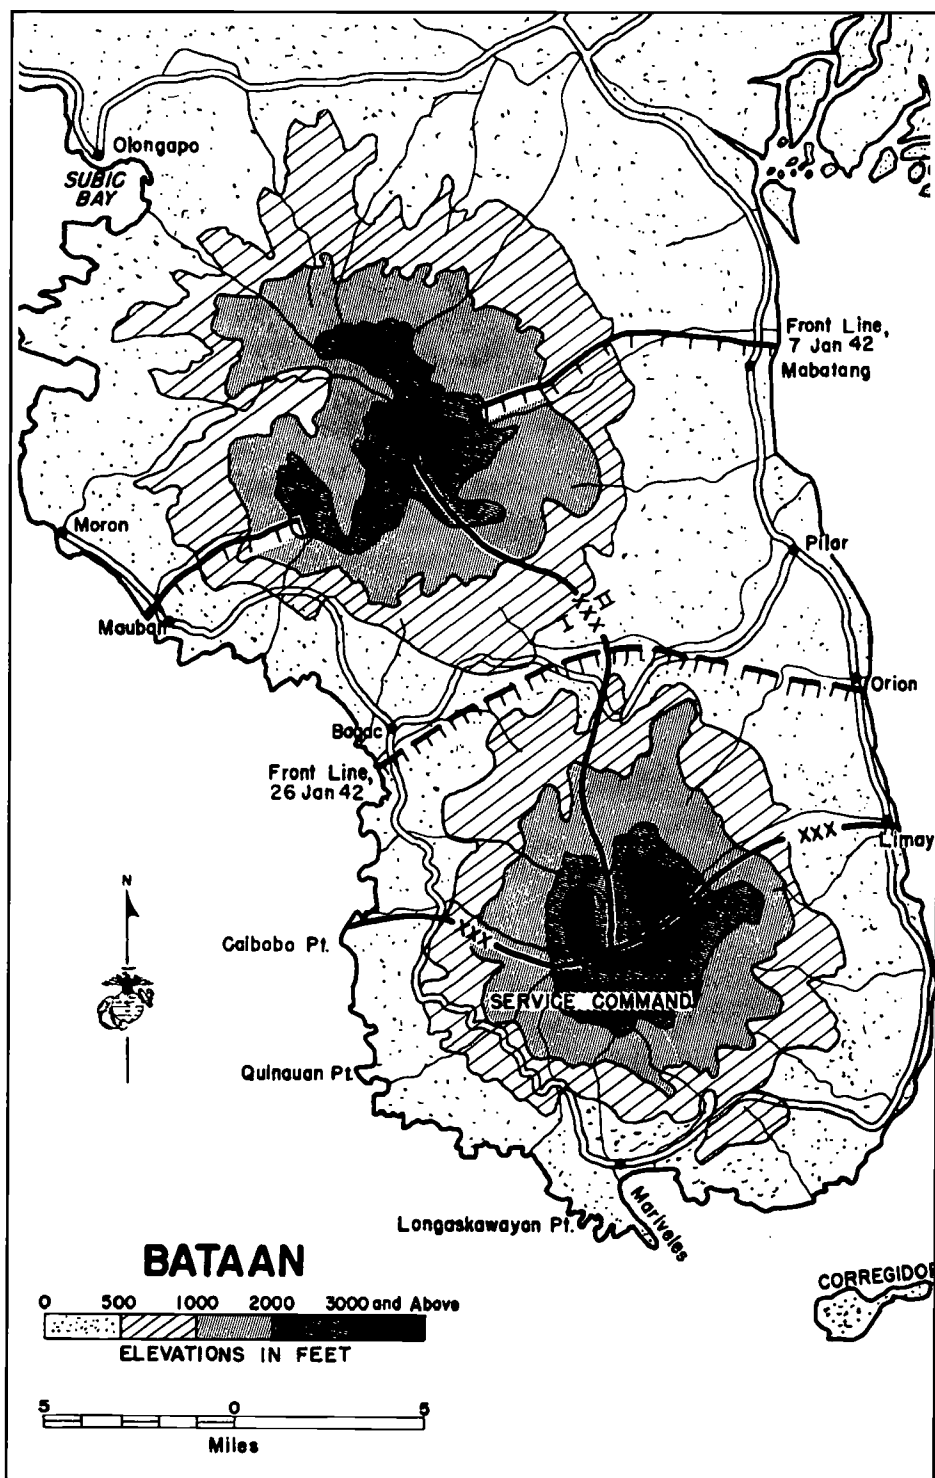 Olongapo
SUBIC
BAY
Front Line,
7 Jan 42
Mabatang
Moron
Pilar
XXX
II
I
Mauban
Orion
Bagac
Front Line,
26 Jan 42
XXX
Limay
N
XXX
Caibobo Pt.
SERVICE COMMAND
Quinauan Pt.
Mariveles
Longaskawayan Pt.
BATAAN
CORREGIDOR
0 500 1000 2000 3000 and Above
ELEVATIONS IN FEET
5 0 5
Miles